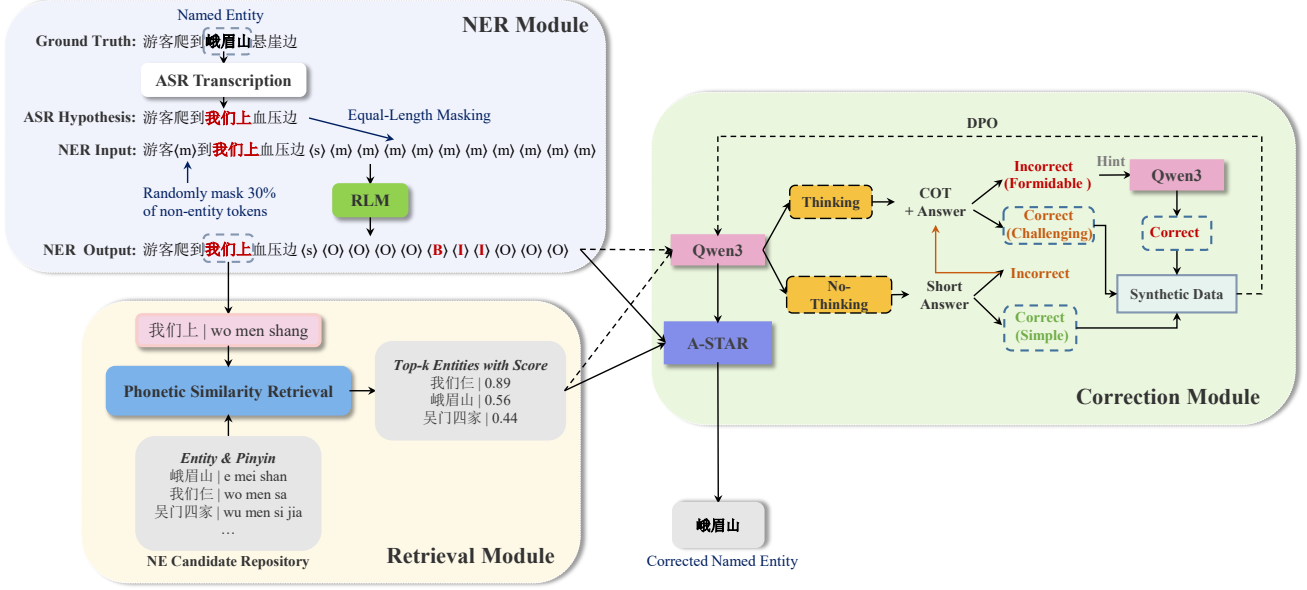 NER Module
Named Entity
Ground Truth: 游客爬到峨眉山悬崖边
ASR Transcription
ASR Hypothesis: 游客爬到我们上血压边
Equal-Length Masking
NER Input: 游客⟨m⟩到我们上血压边 ⟨s⟩ ⟨m⟩ ⟨m⟩ ⟨m⟩ ⟨m⟩ ⟨m⟩ ⟨m⟩ ⟨m⟩ ⟨m⟩ ⟨m⟩ ⟨m⟩
Randomly mask 30%
of non-entity tokens
RLM
NER Output: 游客爬到我们上血压边 ⟨s⟩ ⟨O⟩ ⟨O⟩ ⟨O⟩ ⟨O⟩ ⟨B⟩ ⟨I⟩ ⟨I⟩ ⟨O⟩ ⟨O⟩ ⟨O⟩
我们上 | wo men shang
Phonetic Similarity Retrieval
Top-k Entities with Score
我们仨 | 0.89
峨眉山 | 0.56
吴门四家 | 0.44
Entity & Pinyin
峨眉山 | e mei shan
我们仨 | wo men sa
吴门四家 | wu men si jia
...
NE Candidate Repository
Retrieval Module
DPO
Qwen3
Thinking
No-
Thinking
COT
+ Answer
Short
Answer
Incorrect
(Formidable )
Hint
Qwen3
Correct
(Challenging)
Correct
Incorrect
Synthetic Data
Correct
(Simple)
A-STAR
Correction Module
峨眉山
Corrected Named Entity